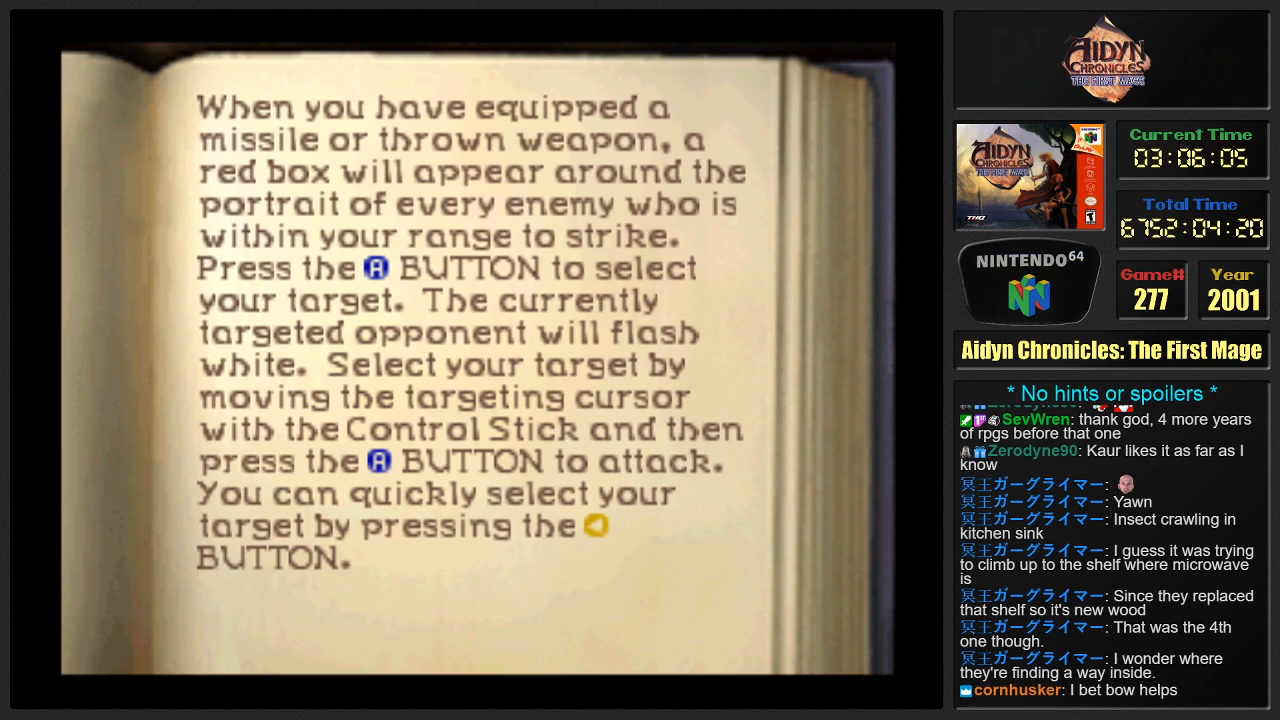 When you have equipped a
missile or thrown weapon, a
red box will appear around the
portrait of every enemy who is
within your range to strike.
Press the A BUTTON to select
your target. The currently
targeted opponent will flash
white. Select your target by
moving the targeting cursor
with the Control Stick and then
press the A BUTTON to attack.
You can quickly select your
target by pressing the
BUTTON.
AIDYN
CHRONICLES
THE FIRST MAGE
AIDYN
CHRONICLES
THE FIRST MAGE
THQ
Current Time
03:06:05
Total Time
6752:04:20
NINTENDO 64
Game#
277
Year
2001
Aidyn Chronicles: The First Mage
* No hints or spoilers *
SevWren: thank god, 4 more years
of rpgs before that one
Zerodyne90: Kaur likes it as far as I
know
冥王ガーグライマー:
冥王ガーグライマー: Yawn
冥王ガーグライマー: Insect crawling in
kitchen sink
冥王ガーグライマー: I guess it was trying
to climb up to the shelf where microwave
is
冥王ガーグライマー: Since they replaced
that shelf so it's new wood
冥王ガーグライマー: That was the 4th
one though.
冥王ガーグライマー: I wonder where
they're finding a way inside.
cornhusker: I bet bow helps